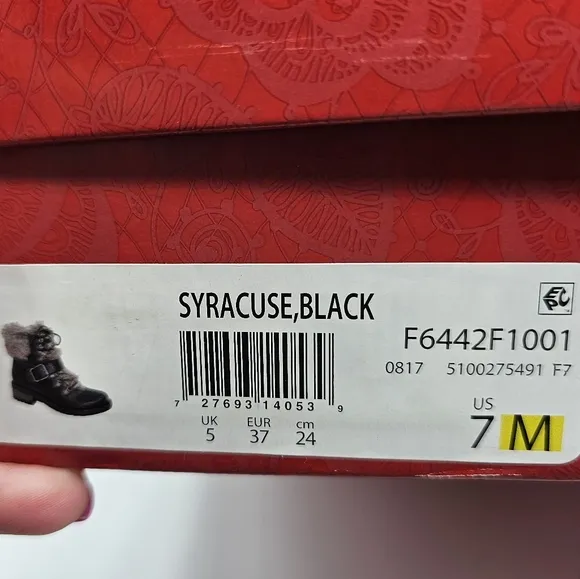 SYRACUSE,BLACK
F6442F1001
0817 5100275491 F7
7 27693 14053 9
UK EUR cm
5 37 24
US
7 M